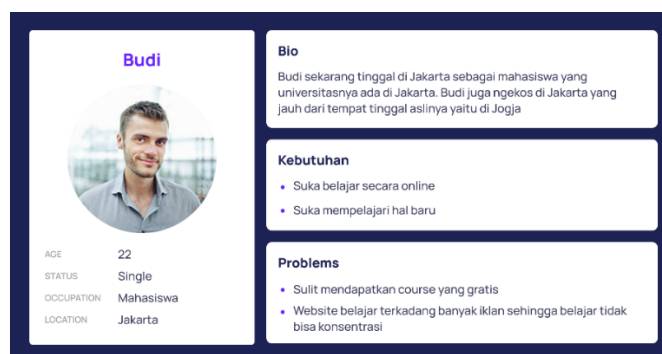 Budi
AGE 22
STATUS Single
OCCUPATION Mahasiswa
LOCATION Jakarta
Bio
Budi sekarang tinggal di Jakarta sebagai mahasiswa yang
universitasnya ada di Jakarta. Budi juga ngekos di Jakarta yang
jauh dari tempat tinggal aslinya yaitu di Jogja
Kebutuhan
• Suka belajar secara online
• Suka mempelajari hal baru
Problems
• Sulit mendapatkan course yang gratis
• Website belajar terkadang banyak iklan sehingga belajar tidak
bisa konsentrasi